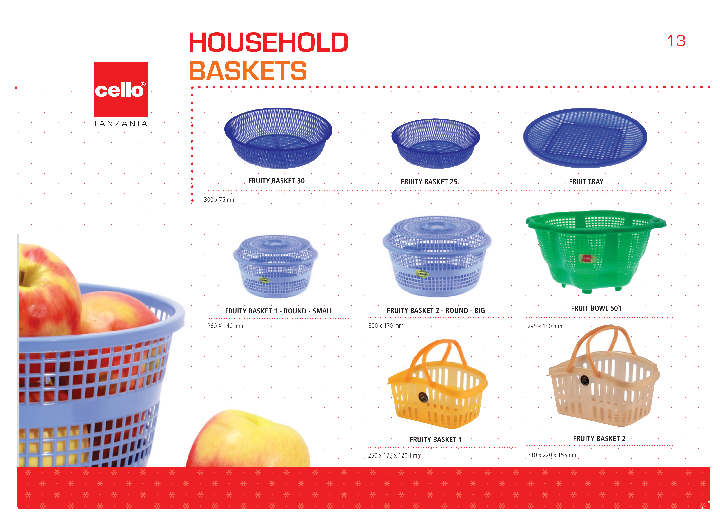 HOUSEHOLD
BASKETS
13
cello®
TANZANIA
FRUITY BASKET 30
FRUITY BASKET 25
FRUIT TRAY
FRUITY BASKET 1 - ROUND - SMALL
FRUITY BASKET 2 - ROUND - BIG
FRUIT BOWL 501
FRUITY BASKET 1
FRUITY BASKET 2